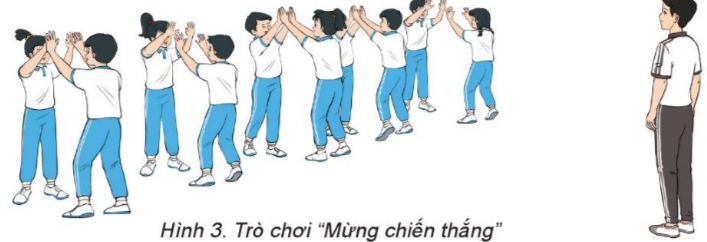 Hình 3. Trò chơi “Mừng chiến thắng”